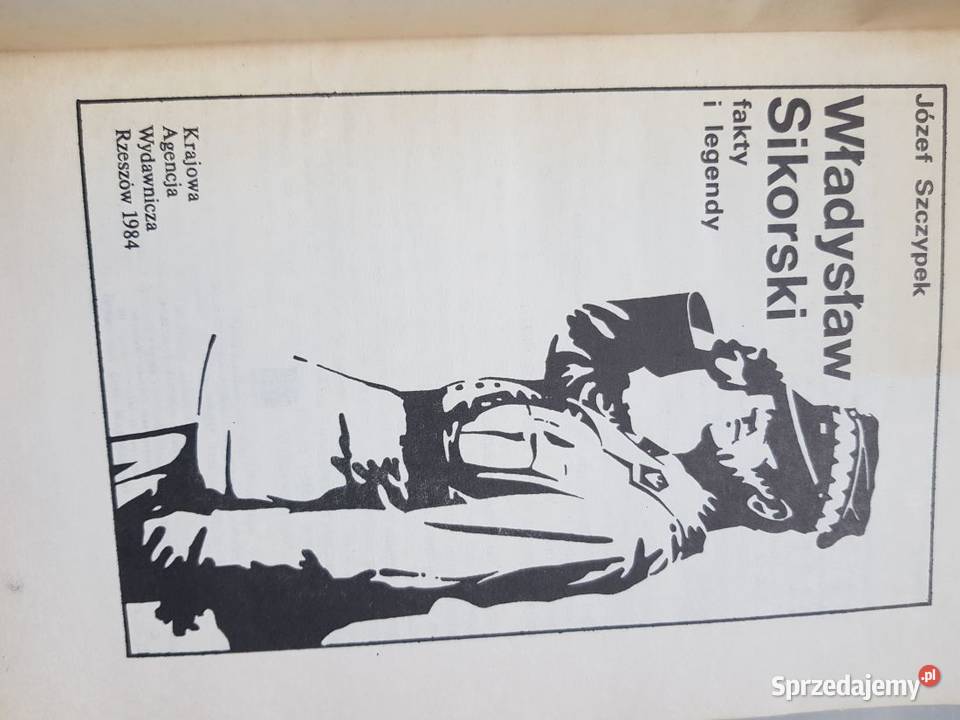 Józef Szczypek
Władysław
Sikorski
fakty
i legendy
Krajowa
Agencja
Wydawnicza
Rzeszów 1984
Sprzedajemy.pl